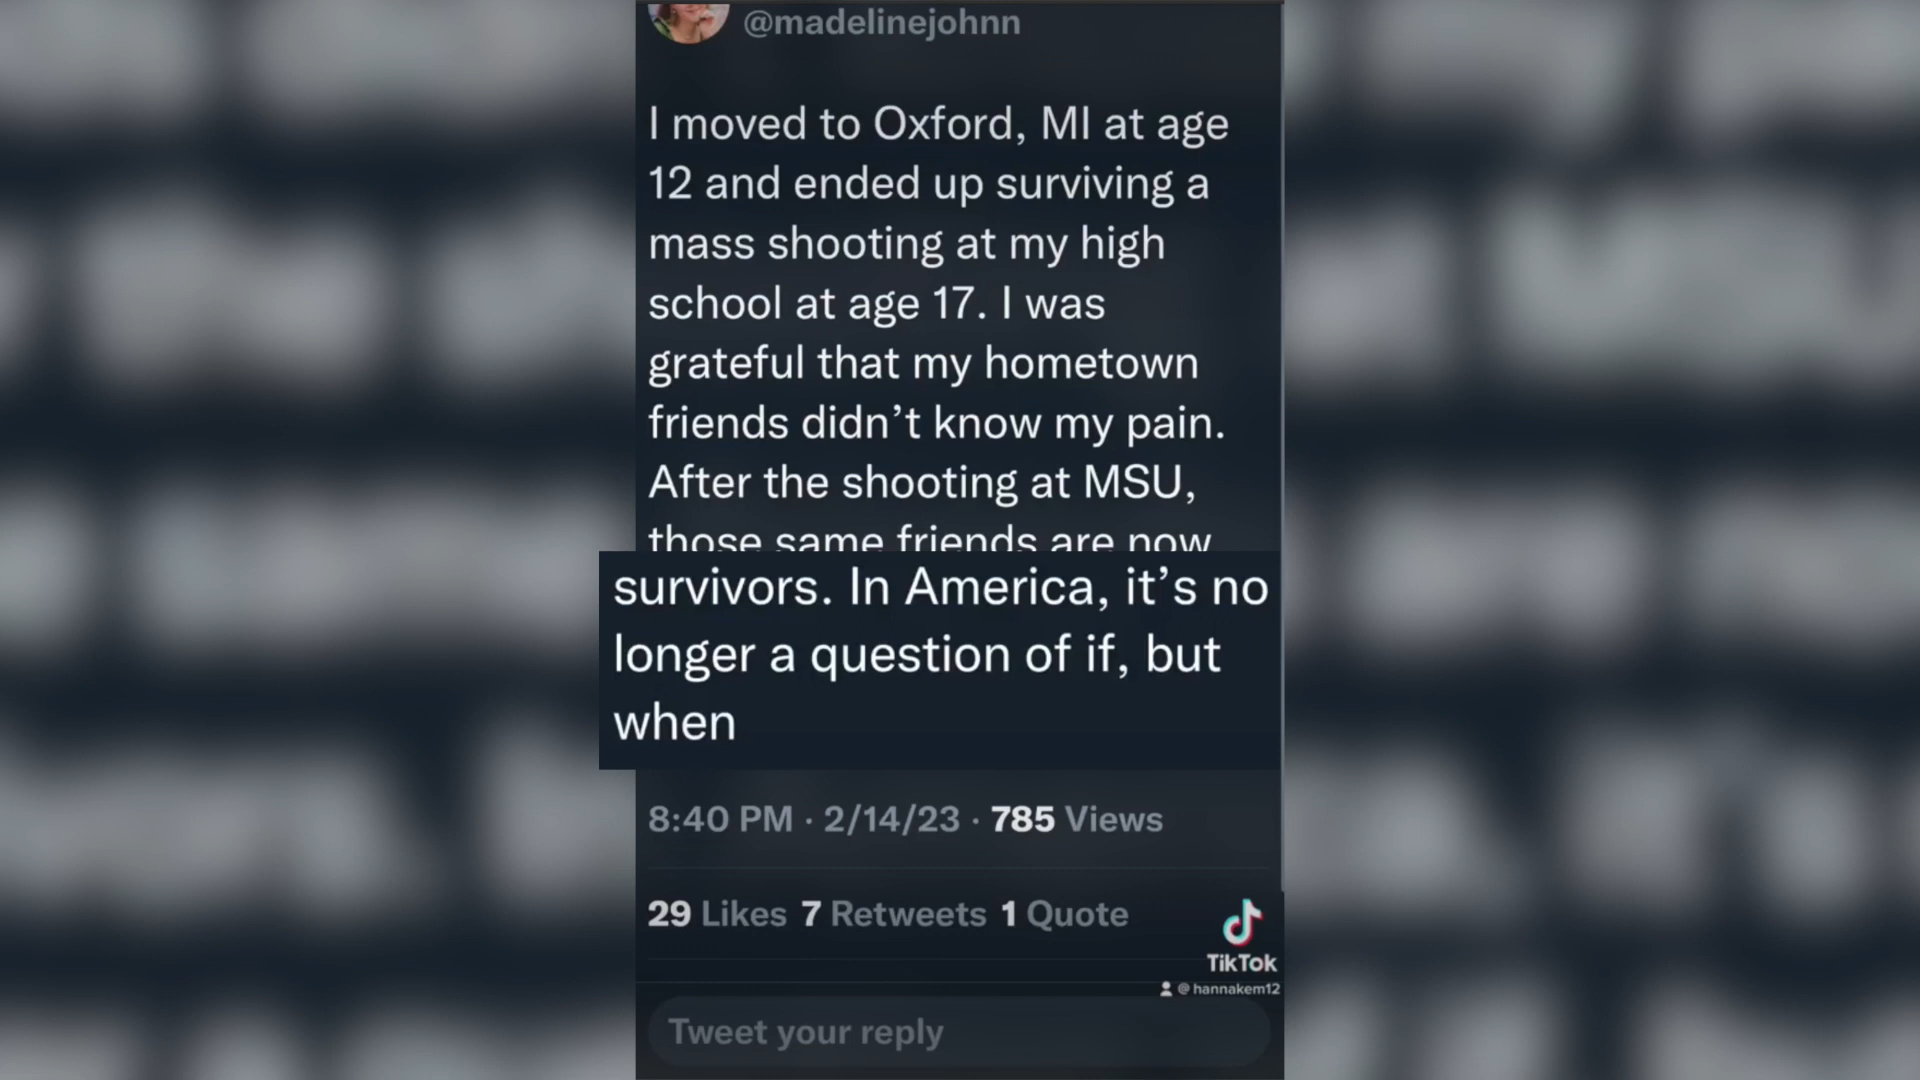 @madelinejohnn
I moved to Oxford, MI at age
12 and ended up surviving a
mass shooting at my high
school at age 17. I was
grateful that my hometown
friends didn’t know my pain.
After the shooting at MSU,
those same friends are now
survivors. In America, it’s no
longer a question of if, but
when
8:40 PM · 2/14/23 · 785 Views
29 Likes 7 Retweets 1 Quote
TikTok
@hannakem12
Tweet your reply